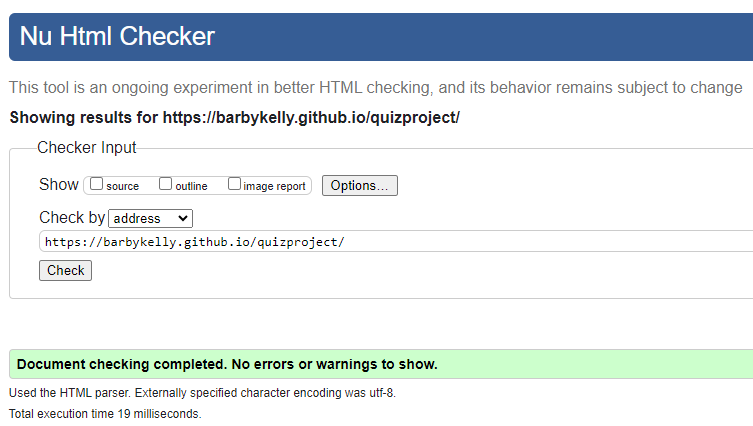 Nu Html Checker
This tool is an ongoing experiment in better HTML checking, and its behavior remains subject to change
Showing results for https://barbykelly.github.io/quizproject/
Checker Input
Show source outline image report Options...
Check by address
https://barbykelly.github.io/quizproject/
Check
Document checking completed. No errors or warnings to show.
Used the HTML parser. Externally specified character encoding was utf-8.
Total execution time 19 milliseconds.